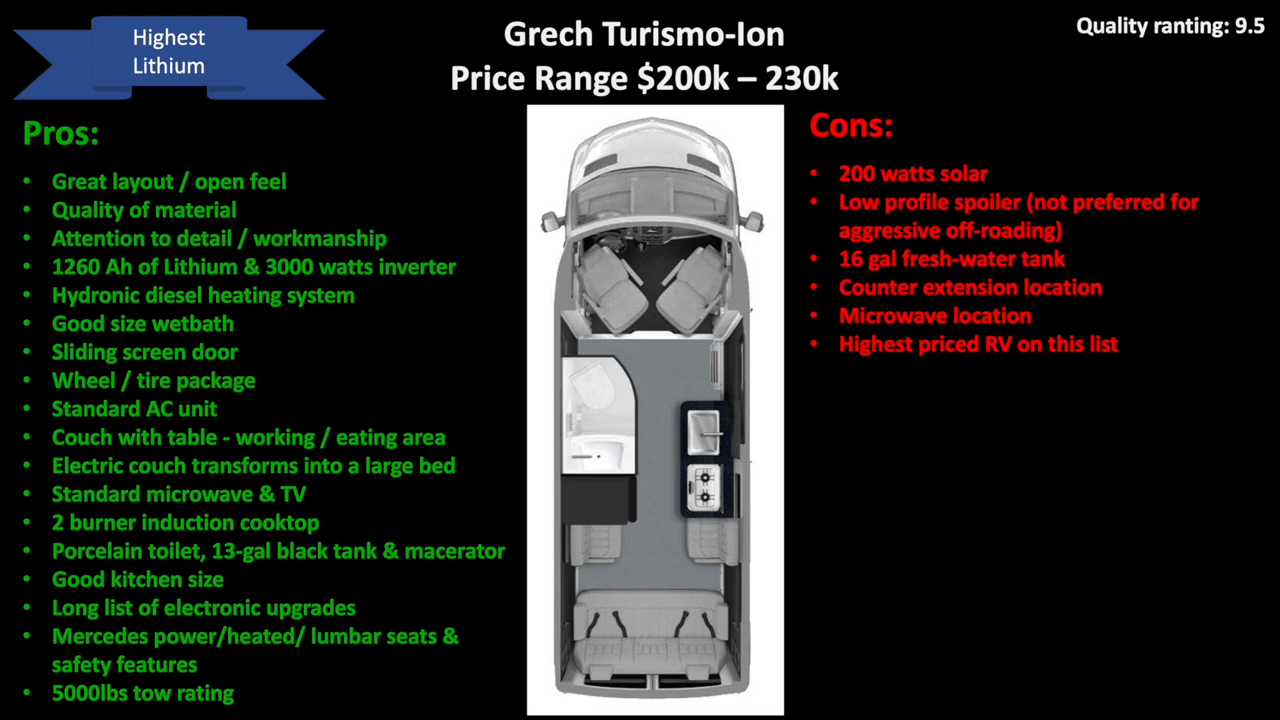 Highest
Lithium
Grech Turismo-Ion
Price Range $200k – 230k
Quality ranting: 9.5
Pros:
• Great layout / open feel
• Quality of material
• Attention to detail / workmanship
• 1260 Ah of Lithium & 3000 watts inverter
• Hydronic diesel heating system
• Good size wetbath
• Sliding screen door
• Wheel / tire package
• Standard AC unit
• Couch with table - working / eating area
• Electric couch transforms into a large bed
• Standard microwave & TV
• 2 burner induction cooktop
• Porcelain toilet, 13-gal black tank & macerator
• Good kitchen size
• Long list of electronic upgrades
• Mercedes power/heated/ lumbar seats &
safety features
• 5000lbs tow rating
Cons:
• 200 watts solar
• Low profile spoiler (not preferred for
aggressive off-roading)
• 16 gal fresh-water tank
• Counter extension location
• Microwave location
• Highest priced RV on this list